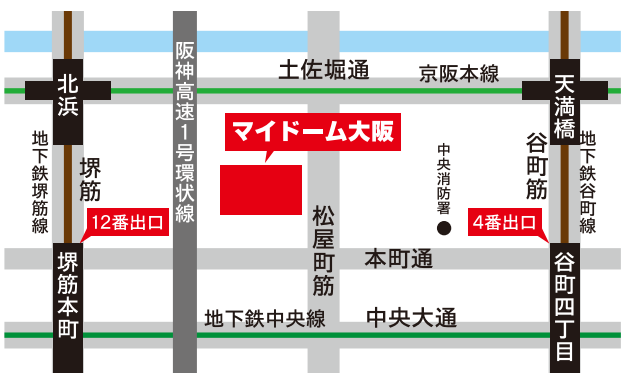 土佐堀通
京阪本線
北浜
阪神高速1号環状線
天満橋
マイドーム大阪
地下鉄堺筋線
堺筋
中央消防署
谷町筋
地下鉄谷町線
12番出口
松屋町筋
4番出口
本町通
堺筋本町
谷町四丁目
地下鉄中央線
中央大通